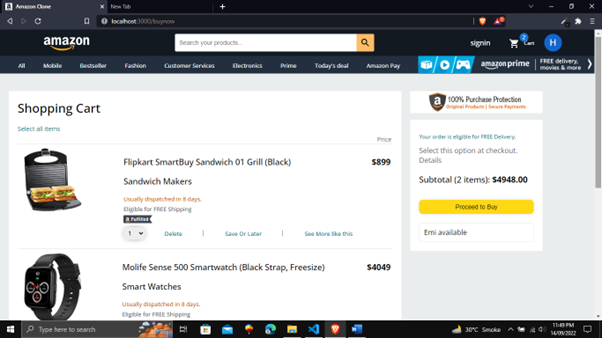 Amazon Clone
New Tab
localhost:3000/buynow
amazon
Search your products...
signin
2
Cart
H
All Mobile Bestseller Fashion Customer Services Electronics Prime Today's deal Amazon Pay
amazon prime
FREE delivery,
movies & more
Shopping Cart
Select all items
Price
Flipkart SmartBuy Sandwich 01 Grill (Black)
$899
Sandwich Makers
Usually dispatched in 8 days.
Eligible for FREE Shipping
Fulfilled
1
Delete | Save Or Later | See More like this
Molife Sense 500 Smartwatch (Black Strap, Freesize)
$4049
Smart Watches
Usually dispatched in 8 days.
Eligible for FREE Shipping
100% Purchase Protection
Original Products | Secure Payments
Your order is eligible for FREE Delivery.
Select this option at checkout.
Details
Subtotal (2 items): $4948.00
Proceed to Buy
Emi available
Type here to search
30°C Smoke
11:49 PM
14/09/2022